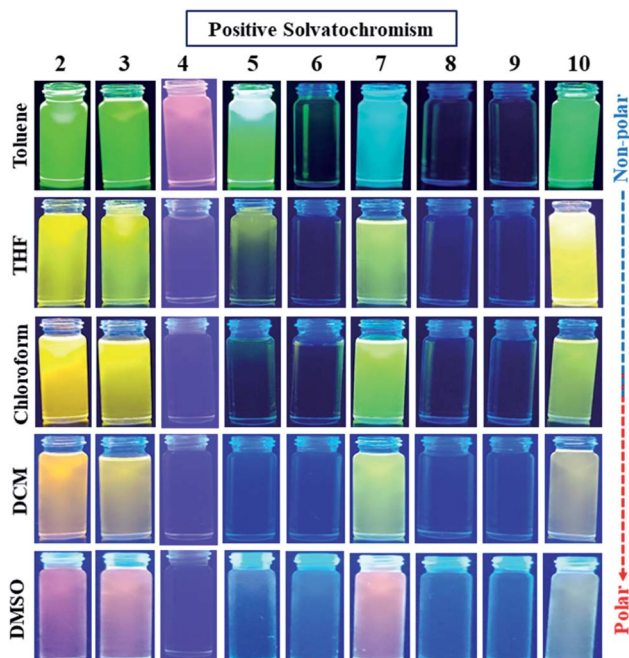 Positive Solvatochromism
2 3 4 5 6 7 8 9 10
Toluene
THF
Chloroform
DCM
DMSO
Non-polar
Polar